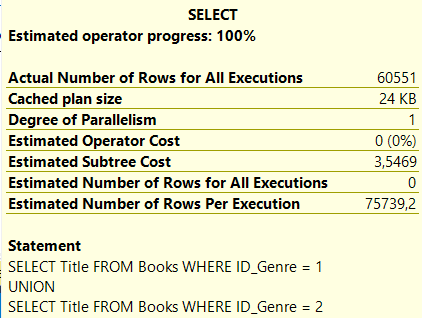 SELECT
Estimated operator progress: 100%
Actual Number of Rows for All Executions 60551
Cached plan size 24 KB
Degree of Parallelism 1
Estimated Operator Cost 0 (0%)
Estimated Subtree Cost 3,5469
Estimated Number of Rows for All Executions 0
Estimated Number of Rows Per Execution 75739,2
Statement
SELECT Title FROM Books WHERE ID_Genre = 1
UNION
SELECT Title FROM Books WHERE ID_Genre = 2